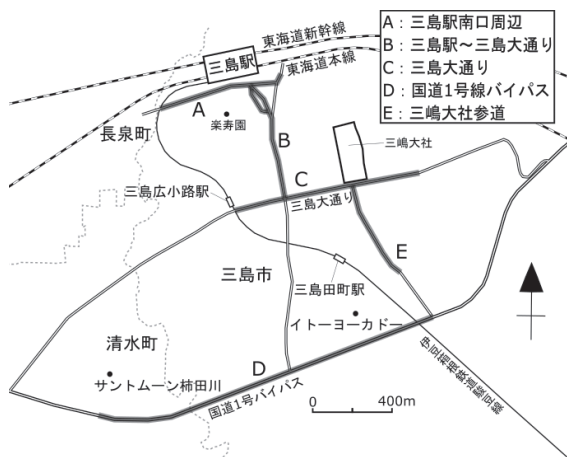 A：三島駅南口周辺
B：三島駅～三島大通り
C：三島大通り
D：国道1号線バイパス
E：三嶋大社参道
東海道新幹線
三島駅
東海道本線
A
長泉町
楽寿園
B
三嶋大社
C
三島広小路駅
三島大通り
E
三島市
三島田町駅
イトーヨーカドー
清水町
D
サントムーン柿田川
国道1号バイパス
伊豆箱根鉄道駿豆線
0 400m